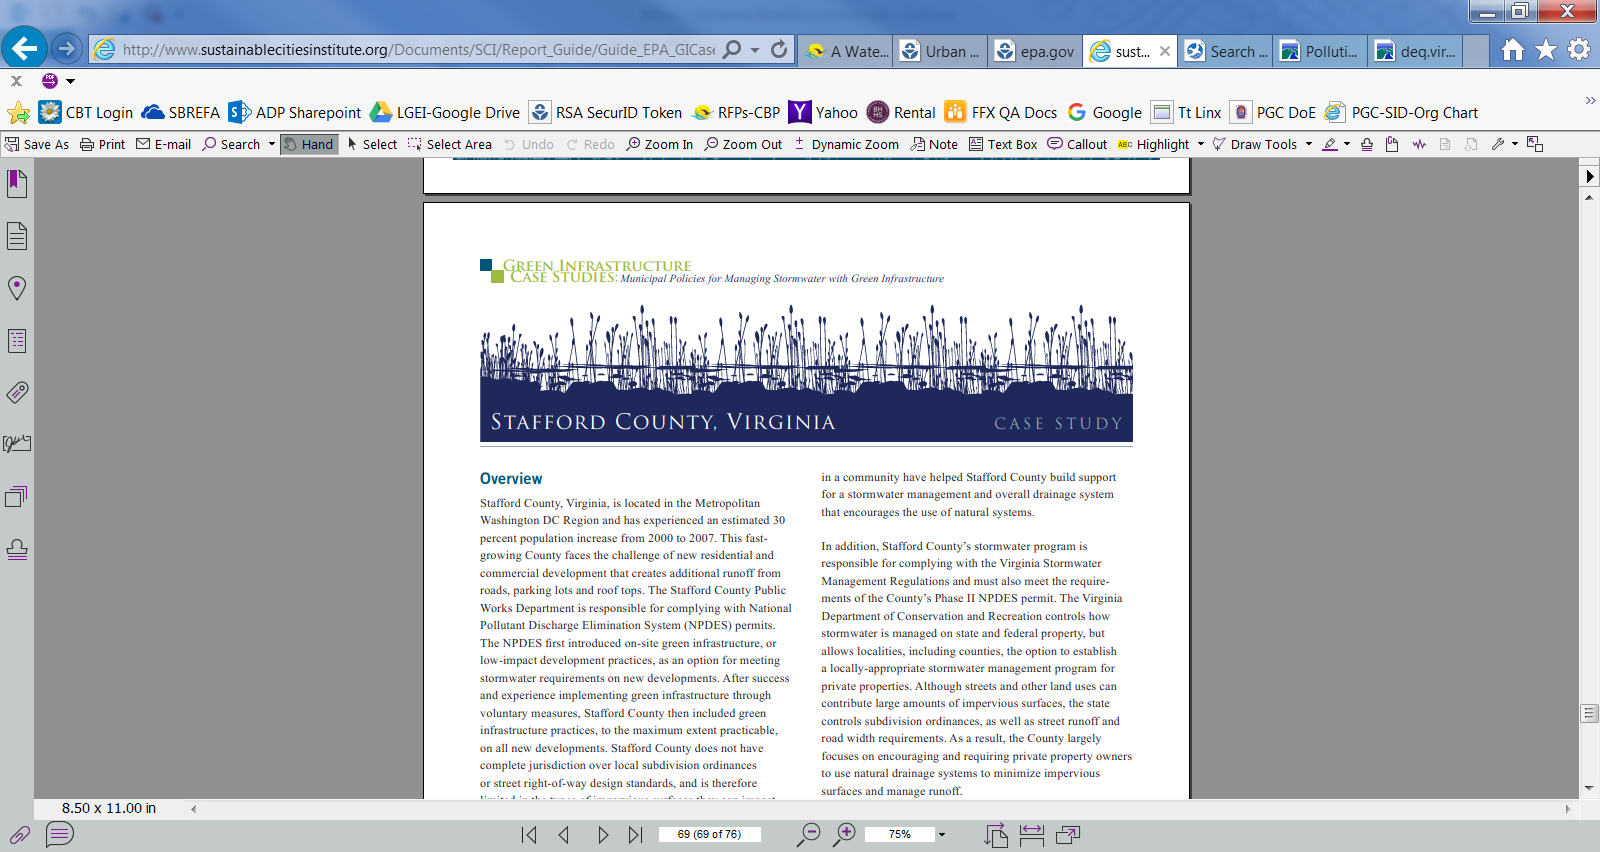 http://www.sustainablecitiesinstitute.org/Documents/SCI/Report_Guide/Guide_EPA_GICase
A Wate...
Urban ...
epa.gov
sust...
Search ...
Polluti...
deq.vir...
CBT Login
SBREFA
ADP Sharepoint
LGEI-Google Drive
RSA SecurID Token
RFPs-CBP
Yahoo
Rental
FFX QA Docs
Google
Tt Linx
PGC DoE
PGC-SID-Org Chart
Save As
Print
E-mail
Search
Hand
Select
Select Area
Undo
Redo
Zoom In
Zoom Out
Dynamic Zoom
Note
Text Box
Callout
Highlight
Draw Tools
Green Infrastructure
Case Studies: Municipal Policies for Managing Stormwater with Green Infrastructure
Stafford County, Virginia
CASE STUDY
Overview
Stafford County, Virginia, is located in the Metropolitan
Washington DC Region and has experienced an estimated 30
percent population increase from 2000 to 2007. This fast-
growing County faces the challenge of new residential and
commercial development that creates additional runoff from
roads, parking lots and roof tops. The Stafford County Public
Works Department is responsible for complying with National
Pollutant Discharge Elimination System (NPDES) permits.
The NPDES first introduced on-site green infrastructure, or
low-impact development practices, as an option for meeting
stormwater requirements on new developments. After success
and experience implementing green infrastructure through
voluntary measures, Stafford County then included green
infrastructure practices, to the maximum extent practicable,
on all new developments. Stafford County does not have
complete jurisdiction over local subdivision ordinances
or street right-of-way design standards, and is therefore
limited in the types of impervious surfaces they can impact
in a community have helped Stafford County build support
for a stormwater management and overall drainage system
that encourages the use of natural systems.
In addition, Stafford County's stormwater program is
responsible for complying with the Virginia Stormwater
Management Regulations and must also meet the require-
ments of the County's Phase II NPDES permit. The Virginia
Department of Conservation and Recreation controls how
stormwater is managed on state and federal property, but
allows localities, including counties, the option to establish
a locally-appropriate stormwater management program for
private properties. Although streets and other land uses can
contribute large amounts of impervious surfaces, the state
controls subdivision ordinances, as well as street runoff and
road width requirements. As a result, the County largely
focuses on encouraging and requiring private property owners
to use natural drainage systems to minimize impervious
surfaces and manage runoff.
8.50 x 11.00 in
69 (69 of 76)
75%